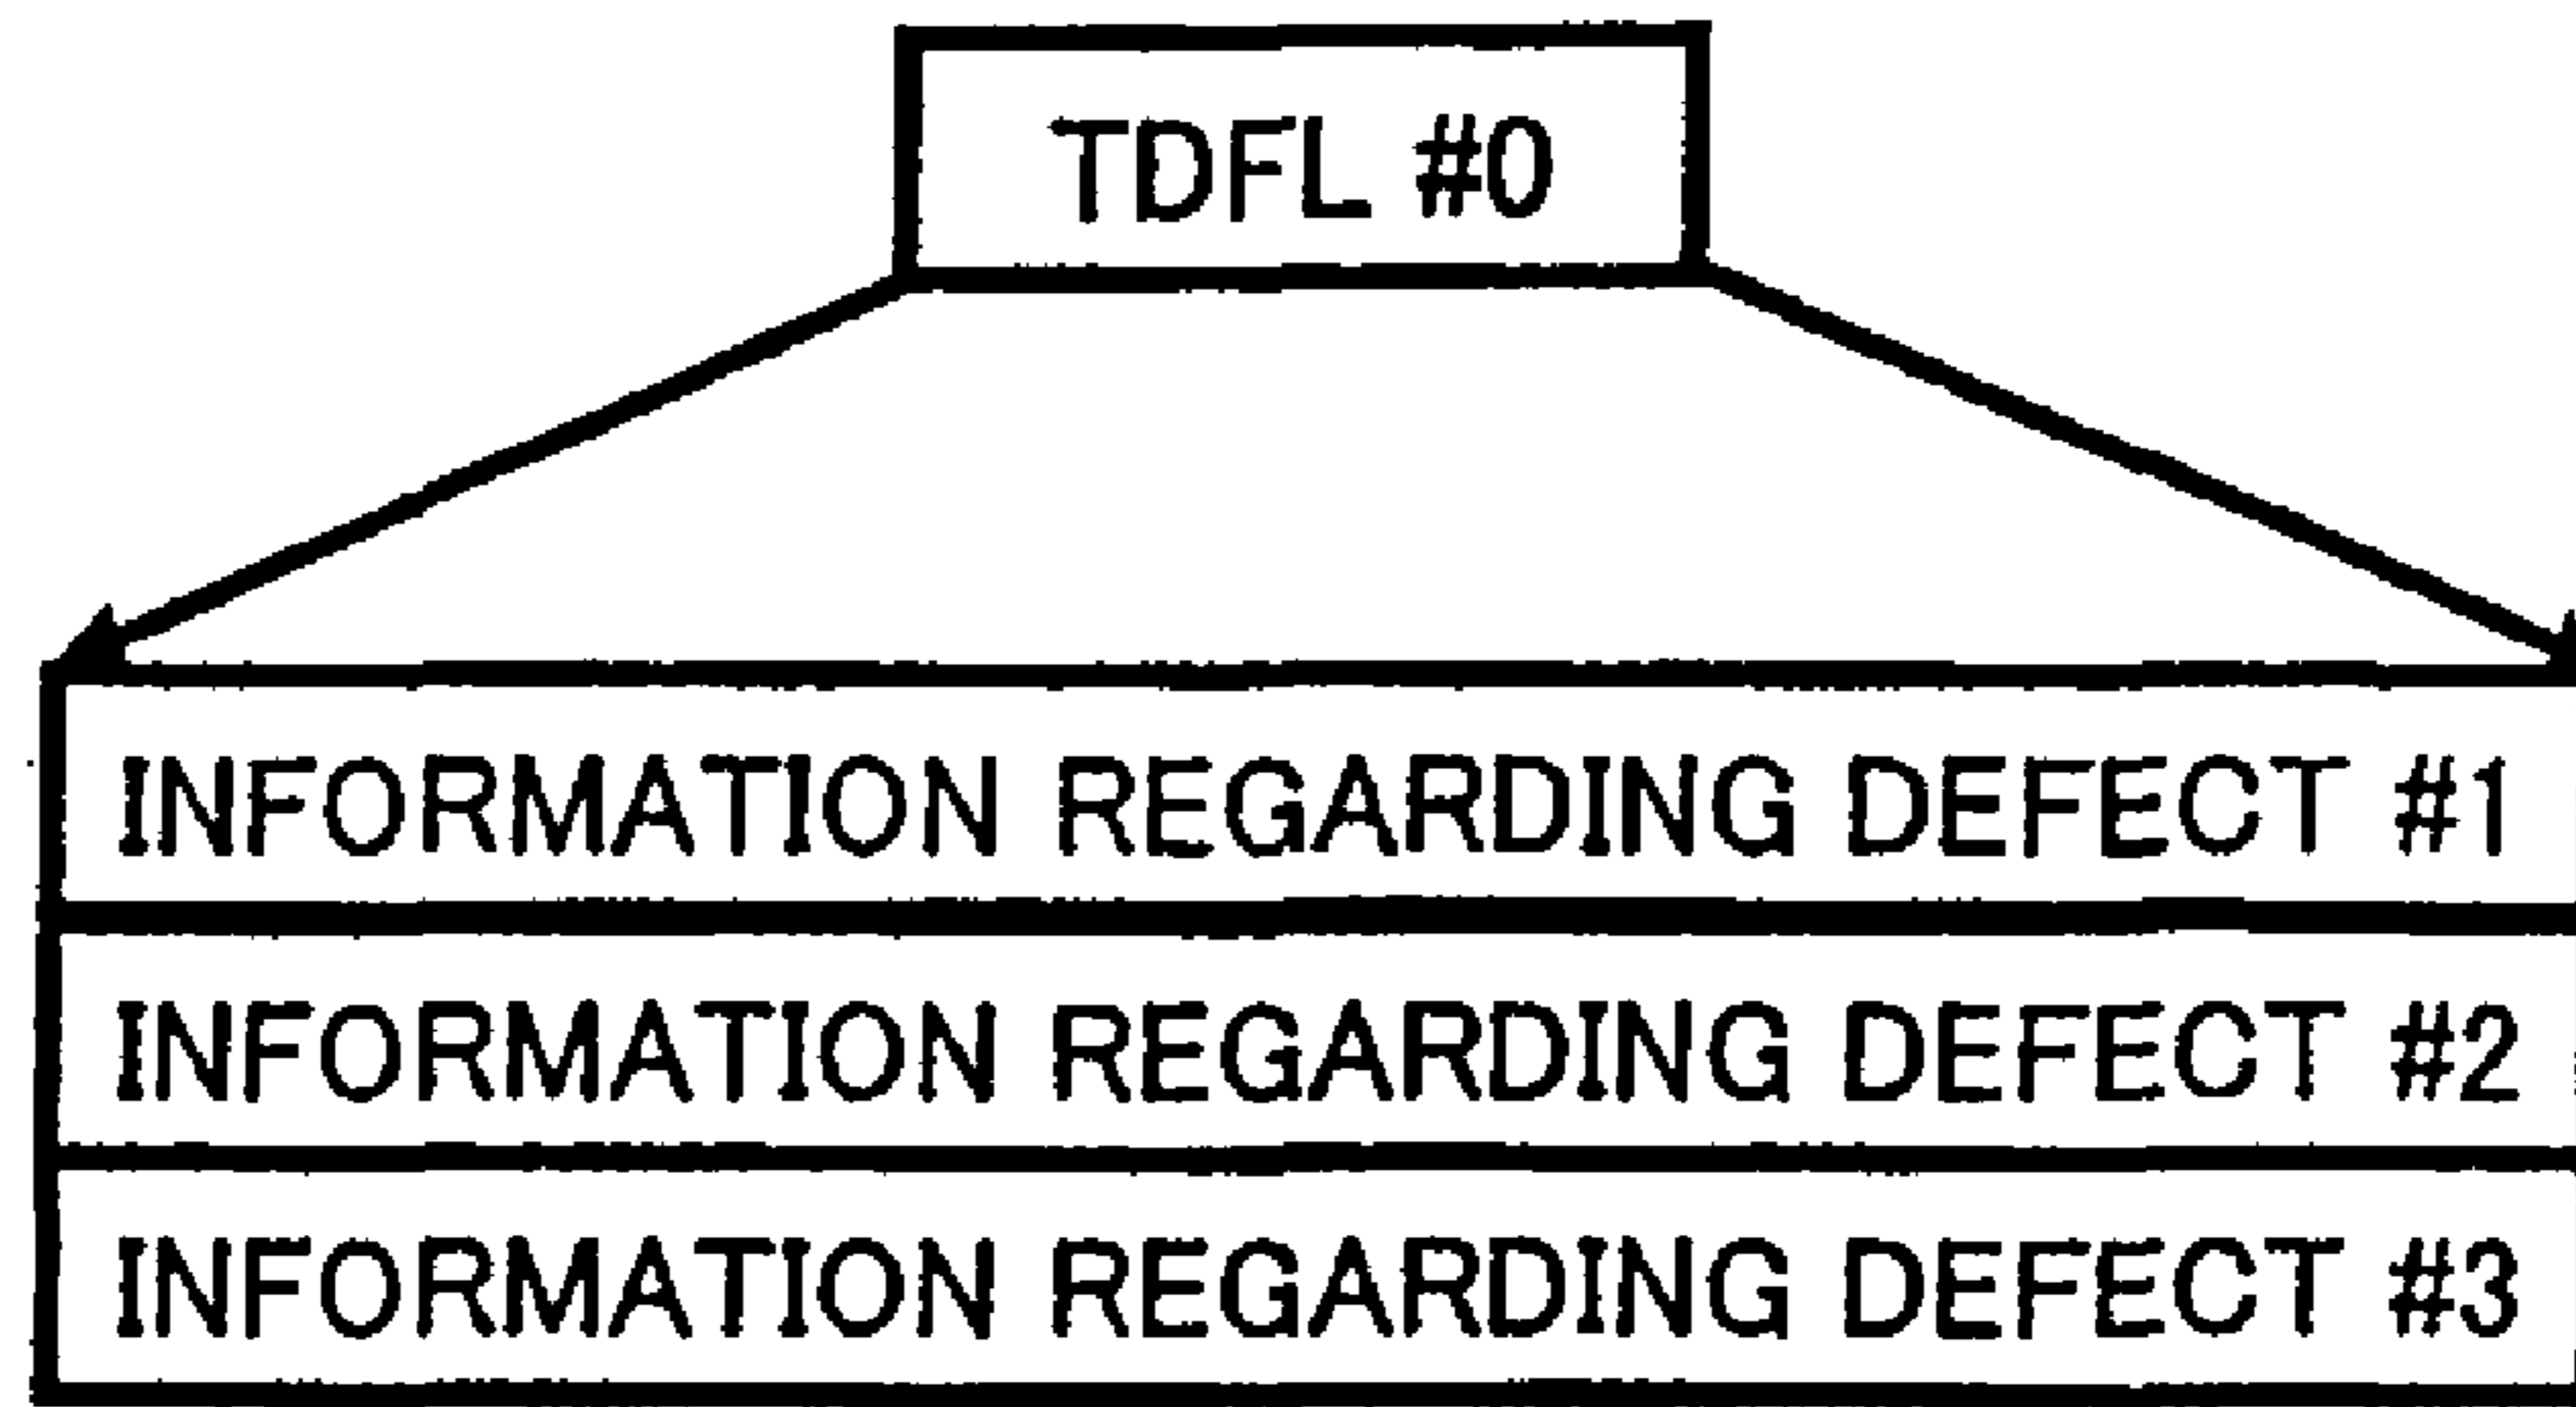 TDFL #0
INFORMATION REGARDING DEFECT #1
INFORMATION REGARDING DEFECT #2
INFORMATION REGARDING DEFECT #3